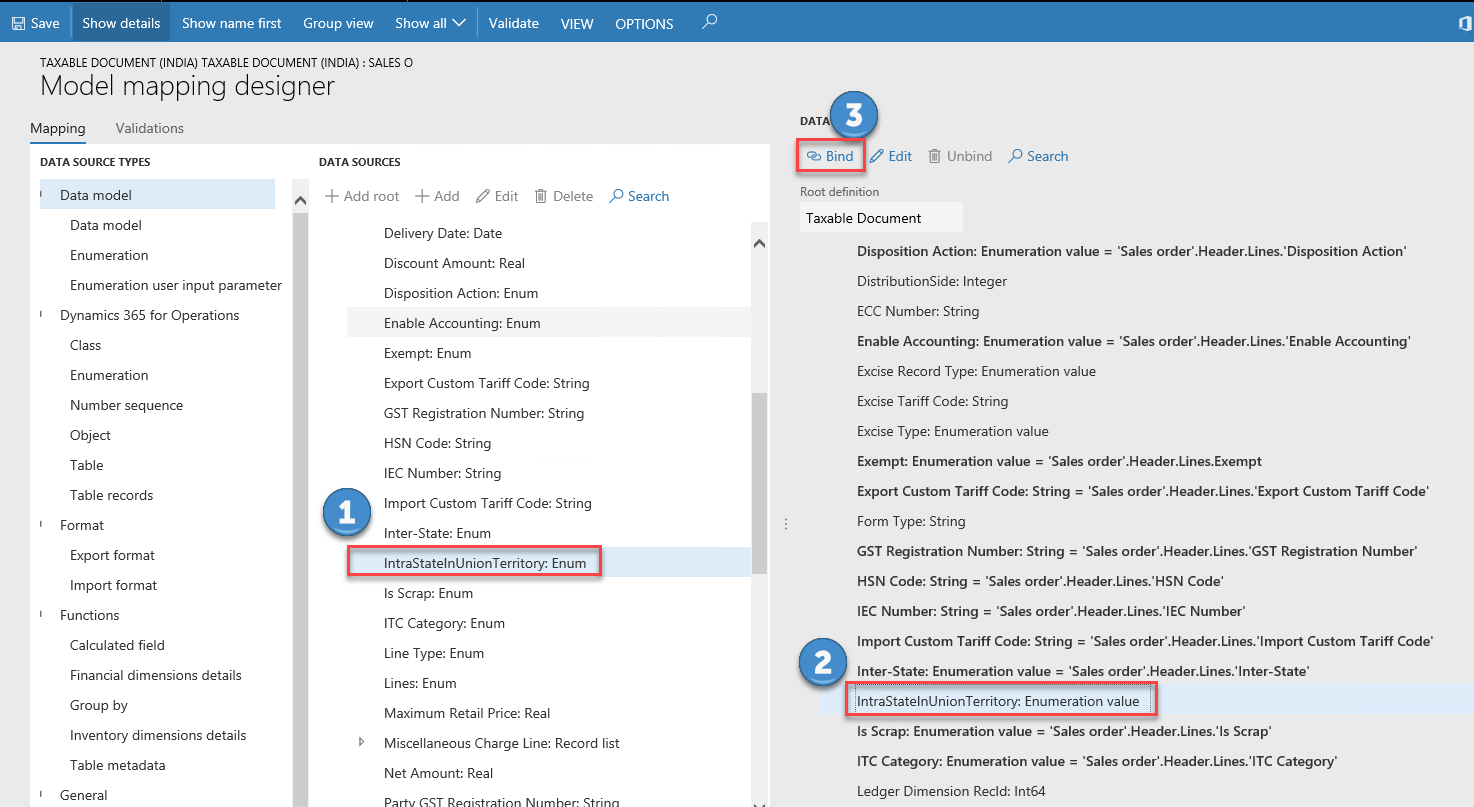 Save Show details Show name first Group view Show all Validate VIEW OPTIONS
TAXABLE DOCUMENT (INDIA) TAXABLE DOCUMENT (INDIA) : SALES O
Model mapping designer
Mapping Validations
DATA SOURCE TYPES
Data model
Data model
Enumeration
Enumeration user input parameter
Dynamics 365 for Operations
Class
Enumeration
Number sequence
Object
Table
Table records
Format
Export format
Import format
Functions
Calculated field
Financial dimensions details
Group by
Inventory dimensions details
Table metadata
General
DATA SOURCES
Add root Add Edit Delete Search
Delivery Date: Date
Discount Amount: Real
Disposition Action: Enum
Enable Accounting: Enum
Exempt: Enum
Export Custom Tariff Code: String
GST Registration Number: String
HSN Code: String
IEC Number: String
Import Custom Tariff Code: String
1
Inter-State: Enum
IntraStateInUnionTerritory: Enum
Is Scrap: Enum
ITC Category: Enum
Line Type: Enum
Lines: Enum
Maximum Retail Price: Real
Miscellaneous Charge Line: Record list
Net Amount: Real
Party GST Registration Number: String
DATA
3
Bind Edit Unbind Search
Root definition
Taxable Document
Disposition Action: Enumeration value = 'Sales order'.Header.Lines.'Disposition Action'
DistributionSide: Integer
ECC Number: String
Enable Accounting: Enumeration value = 'Sales order'.Header.Lines.'Enable Accounting'
Excise Record Type: Enumeration value
Excise Tariff Code: String
Excise Type: Enumeration value
Exempt: Enumeration value = 'Sales order'.Header.Lines.Exempt
Export Custom Tariff Code: String = 'Sales order'.Header.Lines.'Export Custom Tariff Code'
Form Type: String
GST Registration Number: String = 'Sales order'.Header.Lines.'GST Registration Number'
HSN Code: String = 'Sales order'.Header.Lines.'HSN Code'
IEC Number: String = 'Sales order'.Header.Lines.'IEC Number'
Import Custom Tariff Code: String = 'Sales order'.Header.Lines.'Import Custom Tariff Code'
2
Inter-State: Enumeration value = 'Sales order'.Header.Lines.'Inter-State'
IntraStateInUnionTerritory: Enumeration value
Is Scrap: Enumeration value = 'Sales order'.Header.Lines.'Is Scrap'
ITC Category: Enumeration value = 'Sales order'.Header.Lines.'ITC Category'
Ledger Dimension RecId: Int64